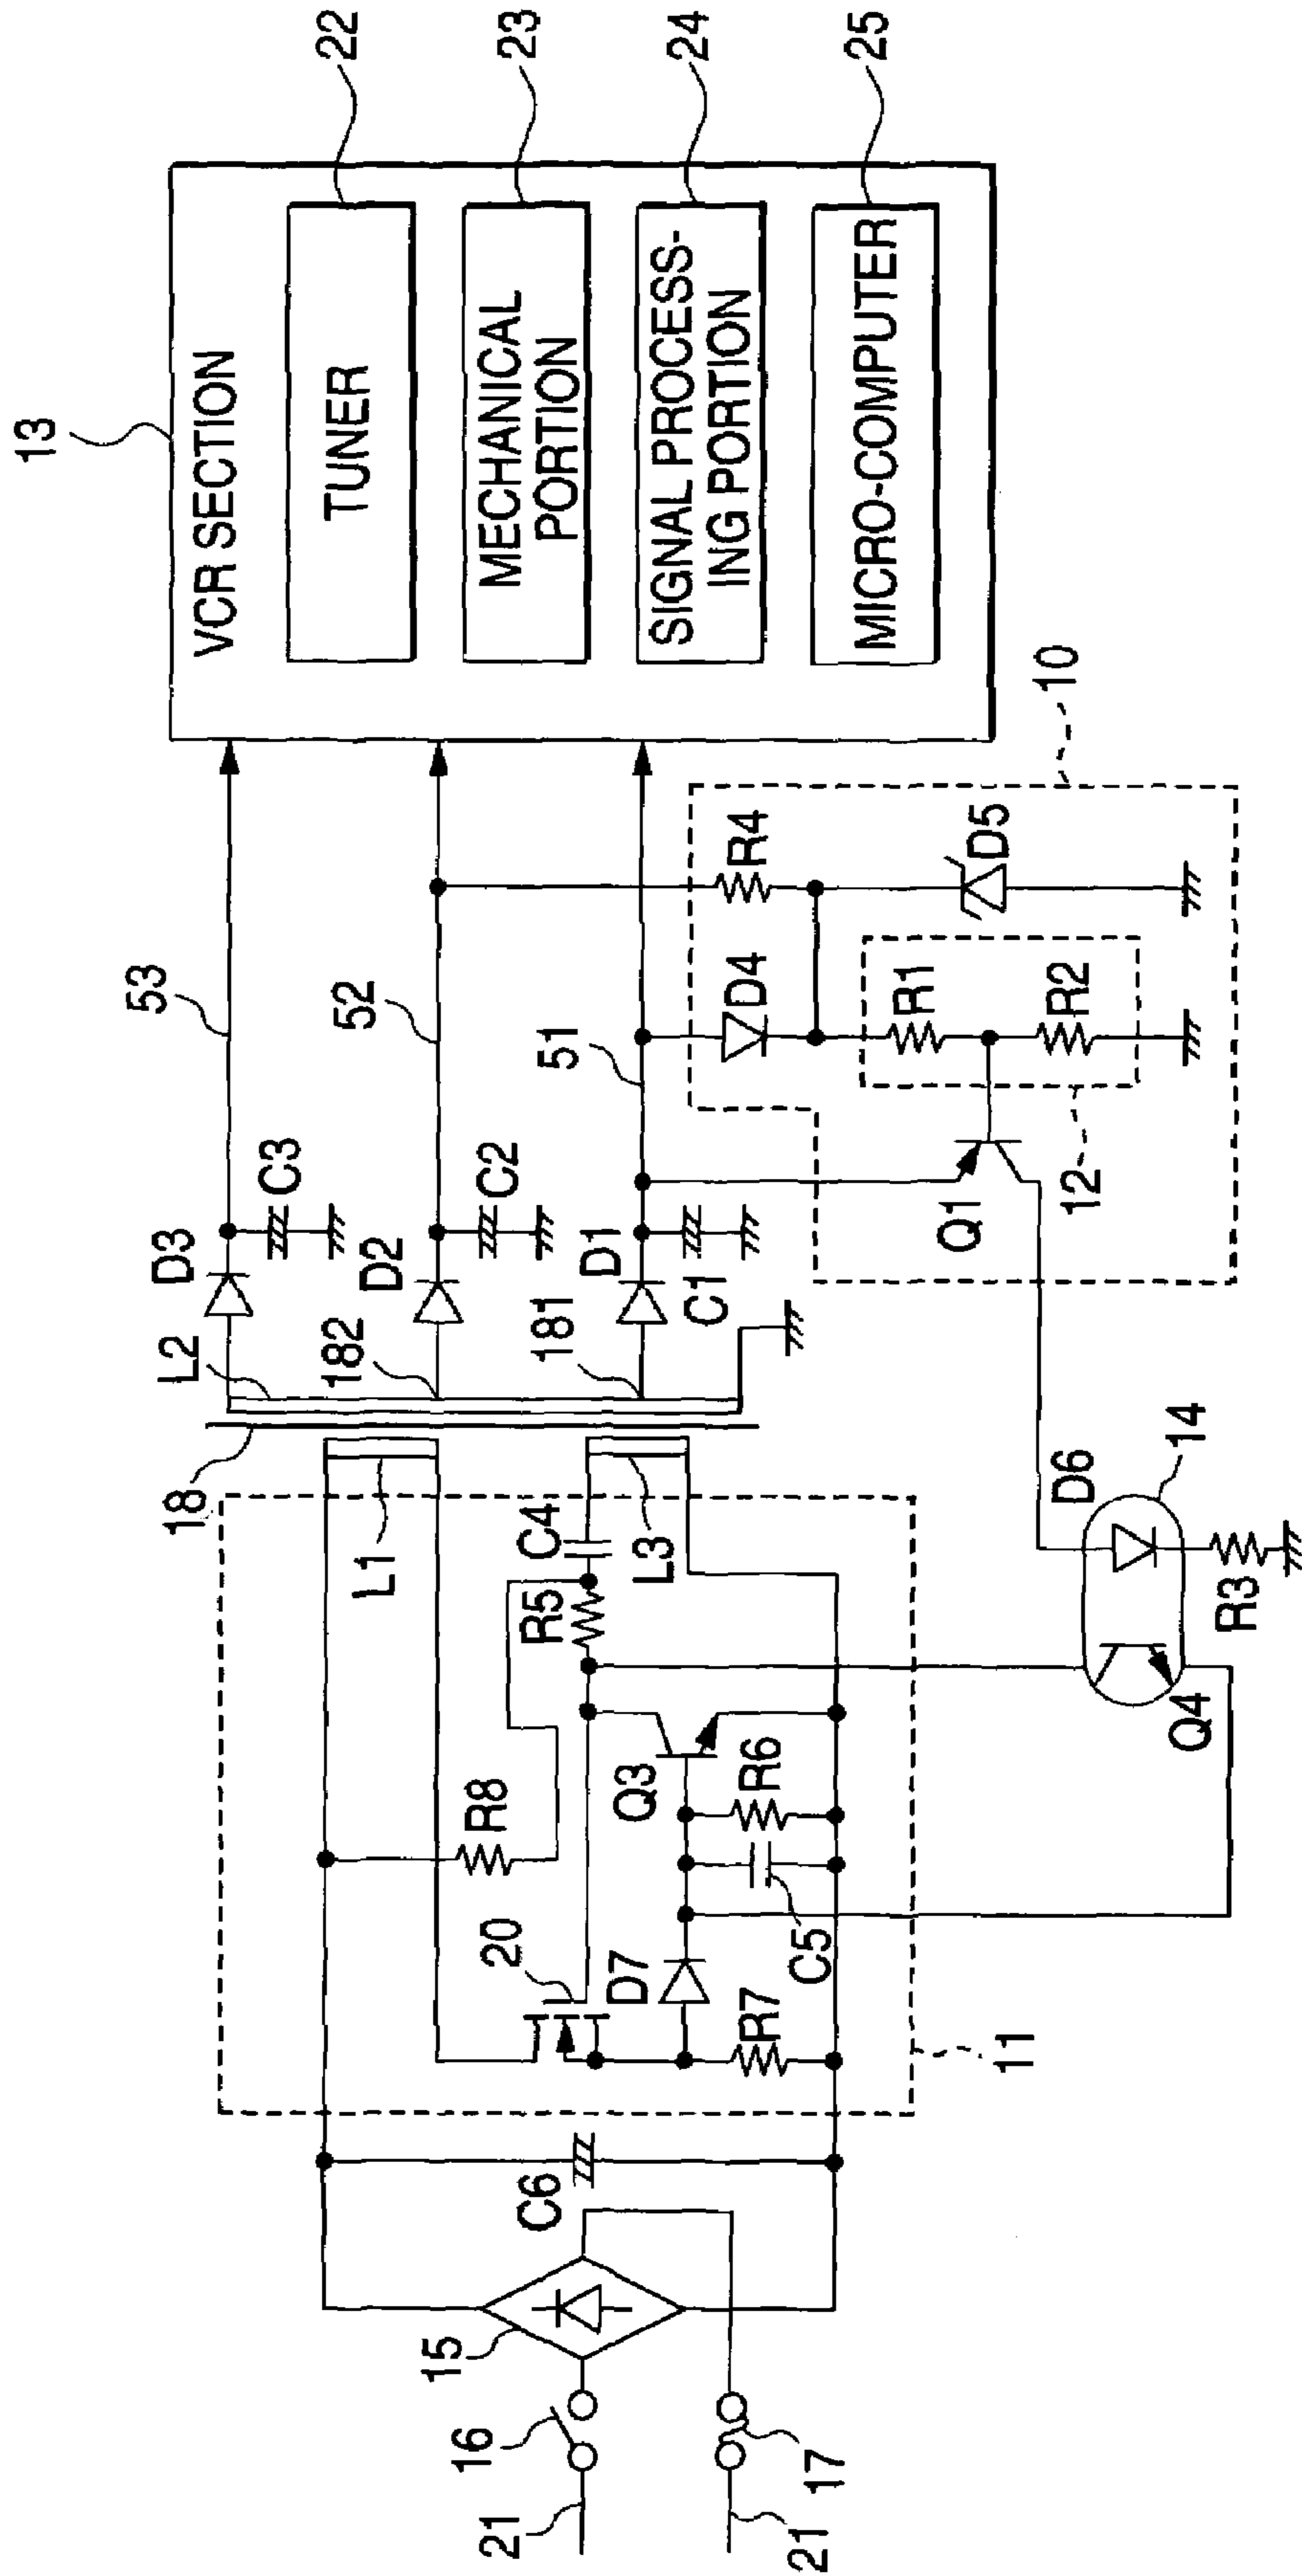 13
VCR SECTION
TUNER
MECHANICAL
PORTION
SIGNAL PROCESS-
ING PORTION
MICRO-COMPUTER
22
23
24
25
53
52
51
10
R4
D4
D5
R1
R2
12
Q1
D3
C3
D2
C2
D1
C1
L2
182
181
18
L1
C4
L3
R5
R8
Q3
R6
20
D7
C5
R7
11
D6
14
R3
Q4
C6
15
16
17
21
21